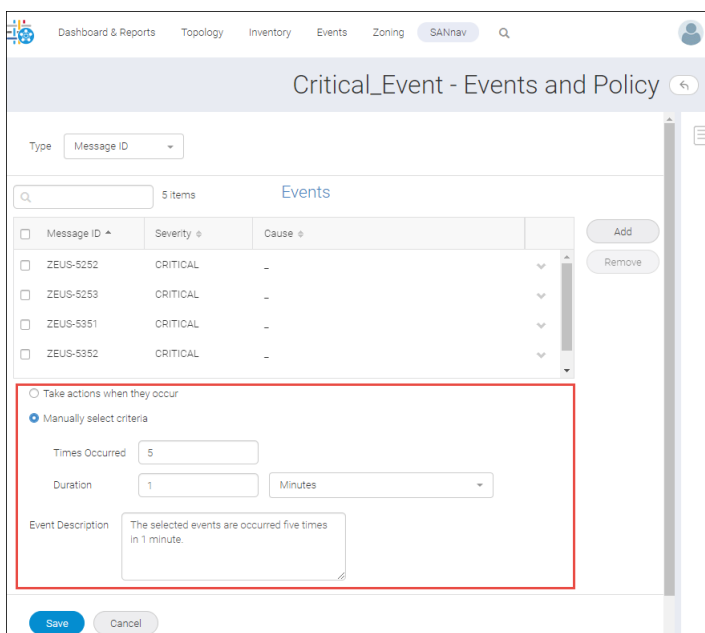 Dashboard & Reports Topology Inventory Events Zoning SANnav
Critical_Event - Events and Policy
Type Message ID
5 items Events
Message ID Severity Cause
Add
ZEUS-5252 CRITICAL _
Remove
ZEUS-5253 CRITICAL _
ZEUS-5351 CRITICAL _
ZEUS-5352 CRITICAL _
Take actions when they occur
Manually select criteria
Times Occurred 5
Duration 1 Minutes
Event Description The selected events are occurred five times
in 1 minute.
Save Cancel